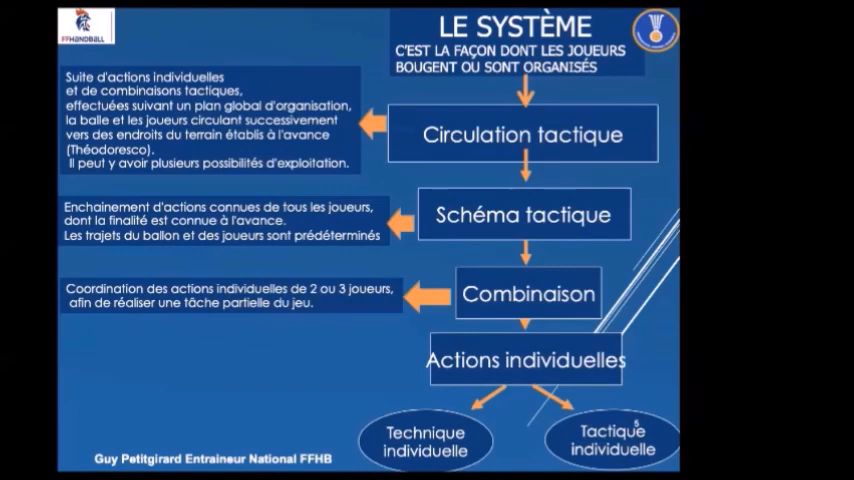 FFHANDBALL
LE SYSTÈME
C'EST LA FAÇON DONT LES JOUEURS
BOUGENT OU SONT ORGANISÉS
Suite d'actions individuelles
et de combinaisons tactiques,
effectuées suivant un plan global d'organisation,
la balle et les joueurs circulant successivement
vers des endroits du terrain établis à l'avance
(Théodoresco).
Il peut y avoir plusieurs possibilités d'exploitation.
Circulation tactique
Enchainement d'actions connues de tous les joueurs,
dont la finalité est connue à l'avance.
Les trajets du ballon et des joueurs sont prédéterminés
Schéma tactique
Coordination des actions individuelles de 2 ou 3 joueurs,
afin de réaliser une tâche partielle du jeu.
Combinaison
Actions individuelles
Technique
individuelle
5
Tactique
individuelle
Guy Petitgirard Entraineur National FFHB